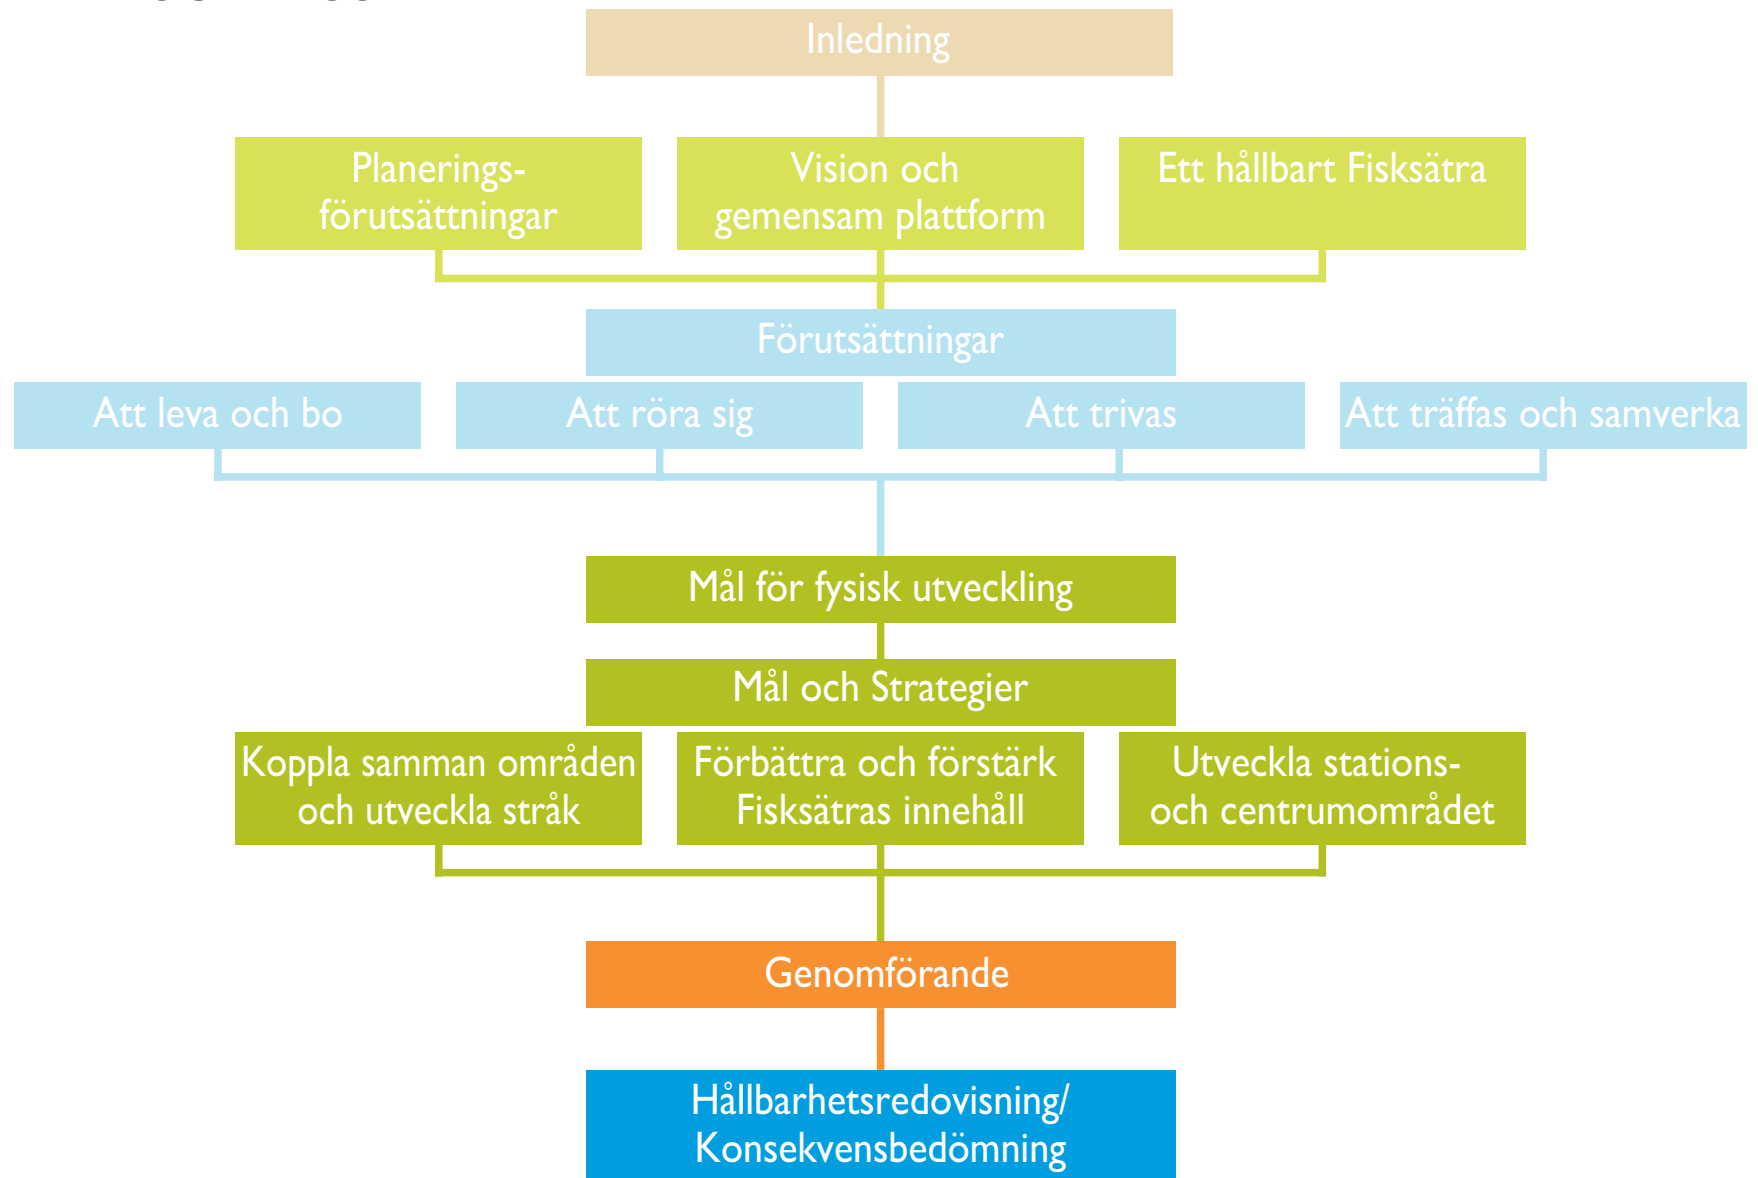 Inledning
Planerings-
förutsättningar
Vision och
gemensam plattform
Ett hållbart Fisksätra
Förutsättningar
Att leva och bo
Att röra sig
Att trivas
Att träffas och samverka
Mål för fysisk utveckling
Mål och Strategier
Koppla samman områden
och utveckla stråk
Förbättra och förstärk
Fisksätras innehåll
Utveckla stations-
och centrumområdet
Genomförande
Hållbarhetsredovisning/
Konsekvensbedömning